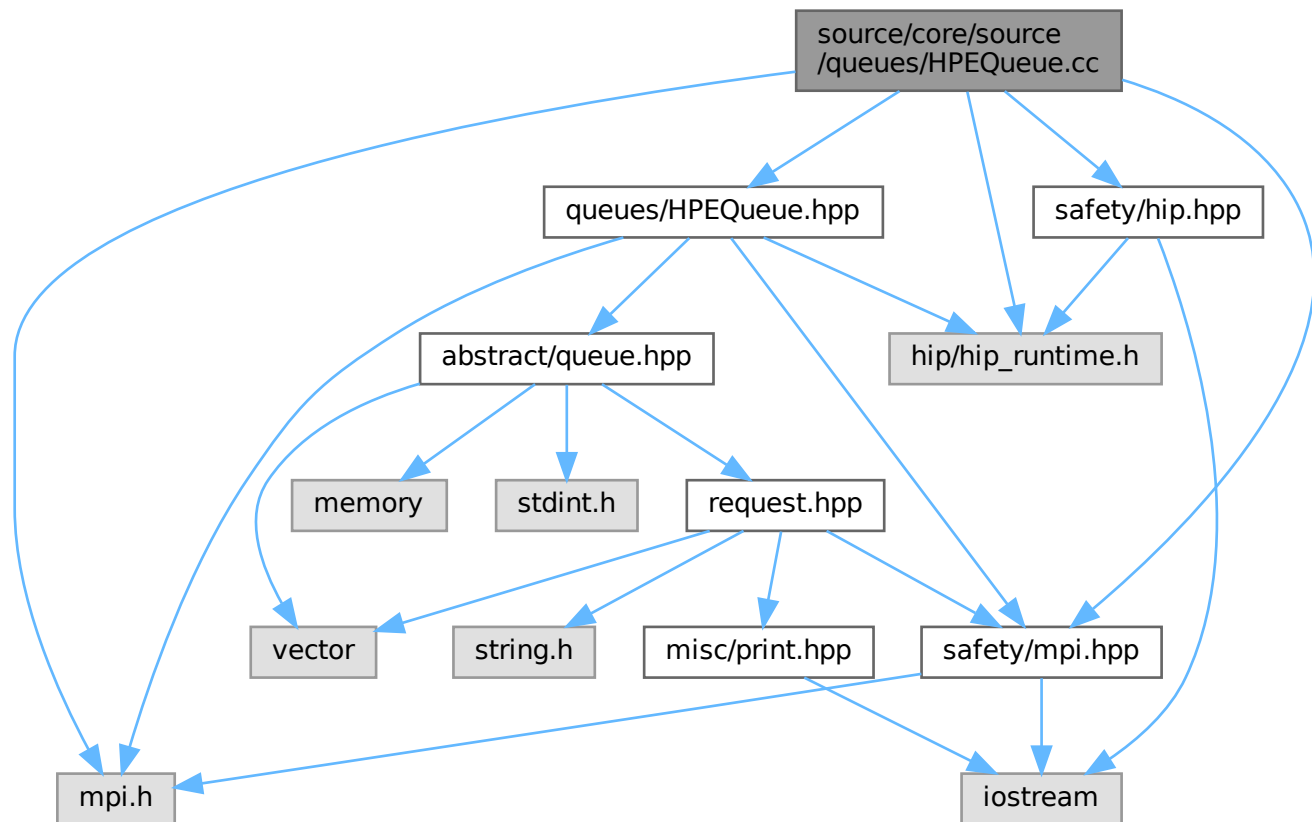 source/core/source
/queues/HPEQueue.cc
queues/HPEQueue.hpp
safety/hip.hpp
abstract/queue.hpp
hip/hip_runtime.h
memory
stdint.h
request.hpp
vector
string.h
misc/print.hpp
safety/mpi.hpp
mpi.h
iostream